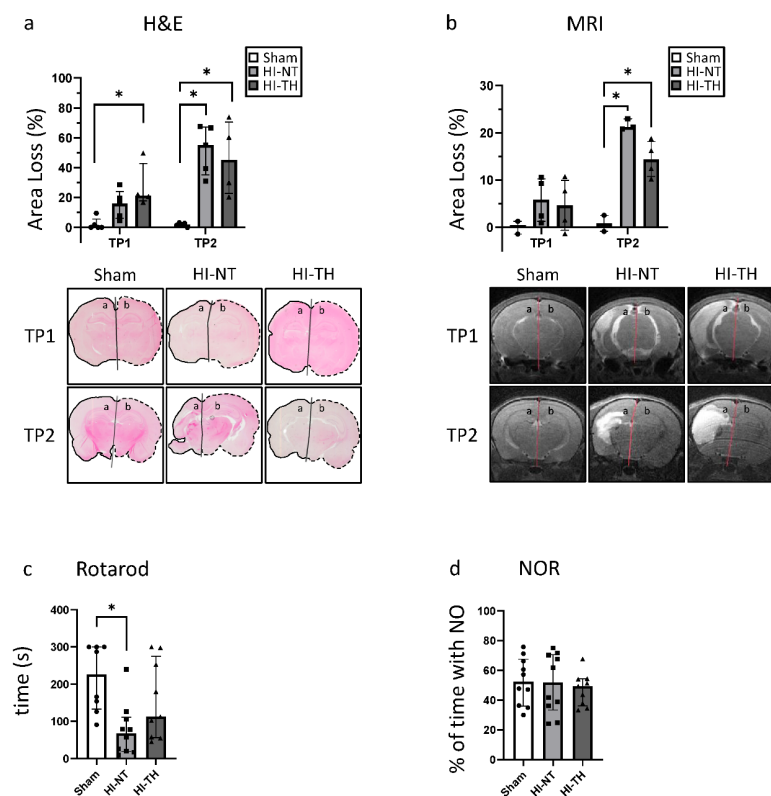 a
H&E
Sham
HI-NT
HI-TH
Area Loss (%)
100
80
60
40
20
0
*
*
*
TP1
TP2
Sham
HI-NT
HI-TH
TP1
a b
a b
a b
TP2
a b
a b
a b
b
MRI
Sham
HI-NT
HI-TH
Area Loss (%)
30
20
10
0
*
*
TP1
TP2
Sham
HI-NT
HI-TH
TP1
a b
a b
a b
TP2
a b
a b
a b
c
Rotarod
time (s)
400
300
200
100
0
*
Sham
HI-NT
HI-TH
d
NOR
% of time with NO
100
80
60
40
20
0
Sham
HI-NT
HI-TH